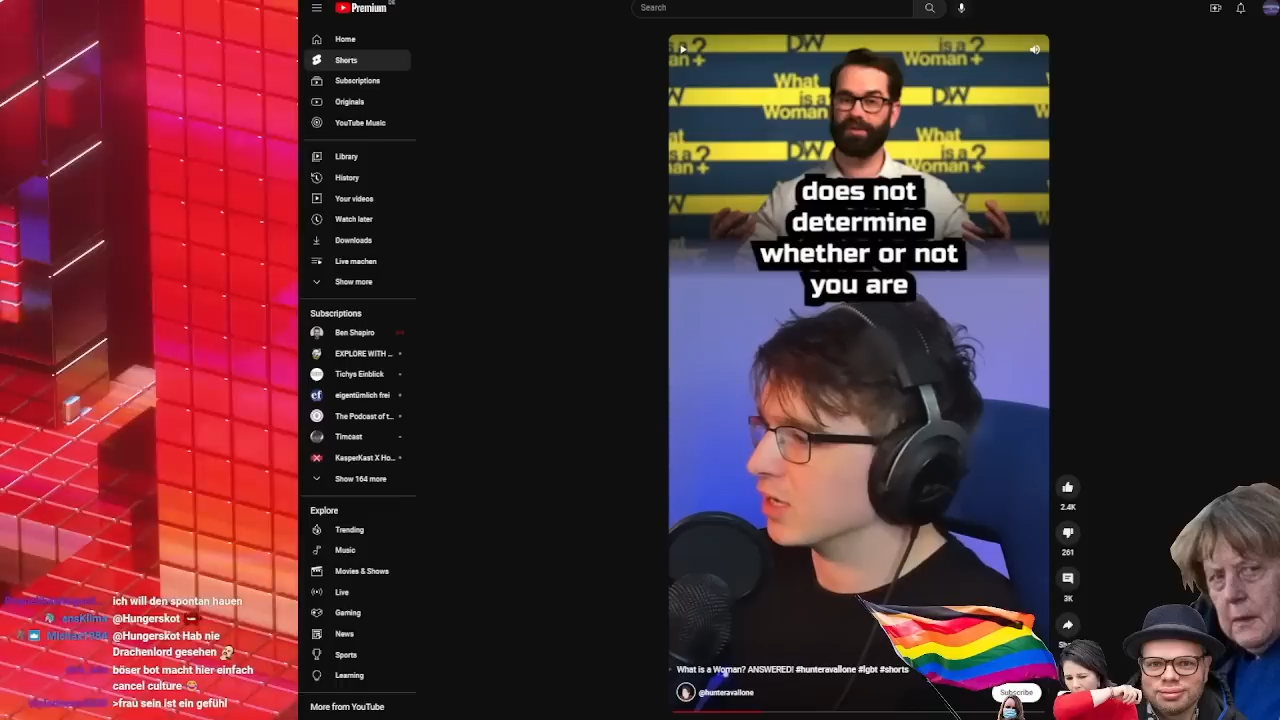 Premium
DE
Search
Home
Shorts
Subscriptions
Originals
YouTube Music
Library
History
Your videos
Watch later
Downloads
Live machen
Show more
Subscriptions
Ben Shapiro
EXPLORE WITH ...
Tichys Einblick
eigentümlich frei
The Podcast of t...
Timcast
KasperKast X Ho...
Show 164 more
Explore
Trending
Music
Movies & Shows
Live
Gaming
News
Sports
Learning
More from YouTube
DW
What is a Woman?
does not
determine
whether or not
you are
2.4K
261
3K
What is a Woman? ANSWERED! #hunteravallone #lgbt #shorts
@hunteravallone
Subscribe
ich will den spontan hauen
ensKlima @Hungerskot
@Hungerskot Hab nie
Drachenlord gesehen
böser bot macht hier einfach
cancel culture
>frau sein ist ein gefühl